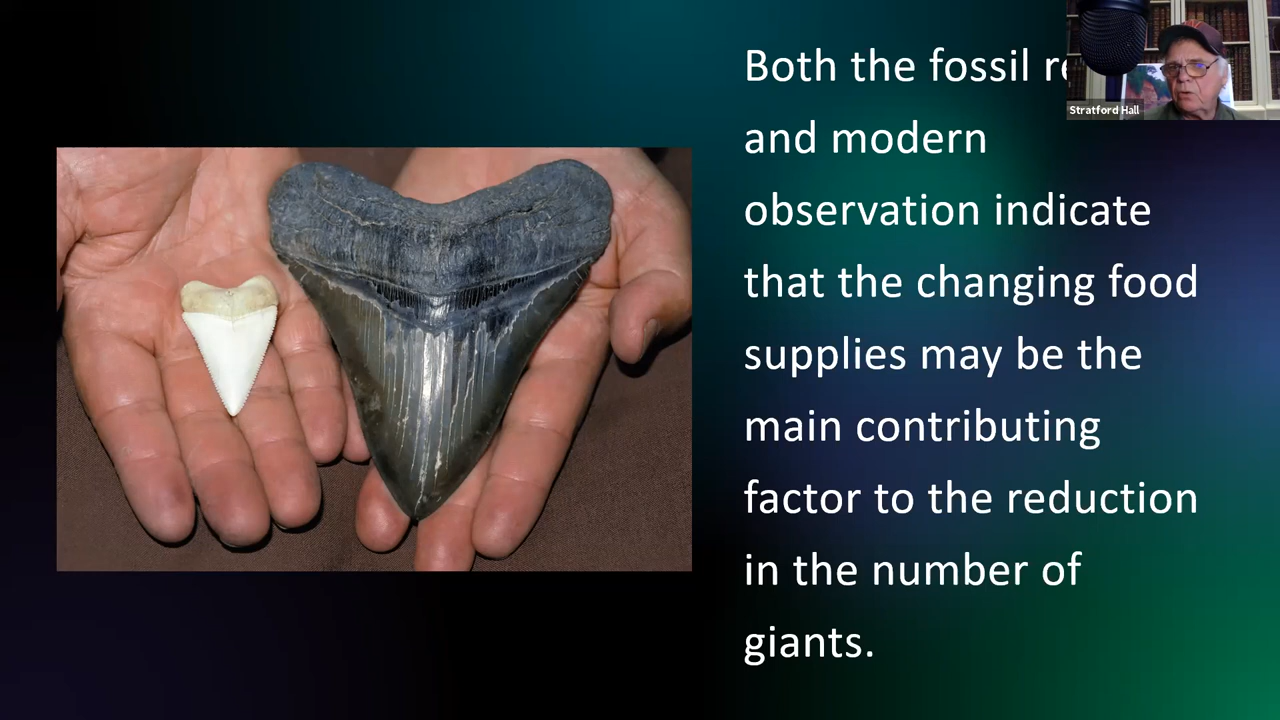 Both the fossil
and modern
observation indicate
that the changing food
supplies may be the
main contributing
factor to the reduction
in the number of
giants.
Stratford Hall